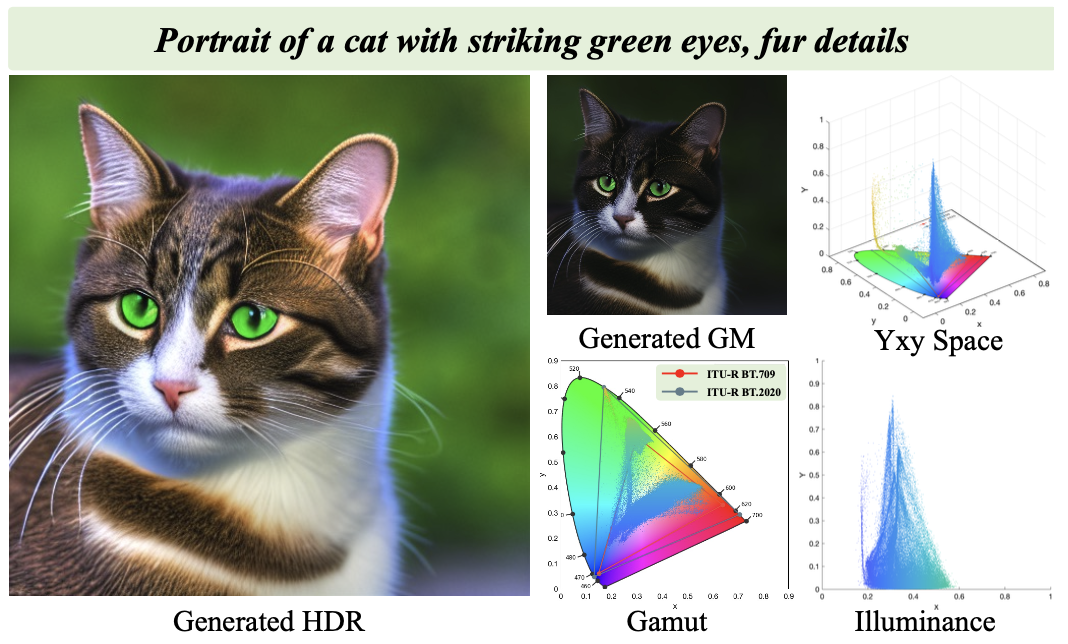 Portrait of a cat with striking green eyes, fur details
Generated HDR
Generated GM
Y
1
0.8
0.6
0.4
0.2
0
0.8
0.6
0.4
0.2
0
y
0
0.2
0.4
0.6
0.8
x
Yxy Space
ITU-R BT.709
ITU-R BT.2020
y
0.9
0.8
0.7
0.6
0.5
0.4
0.3
0.2
0.1
0
520
540
560
580
600
620
700
480
470
460
0 0.1 0.2 0.3 0.4 0.5 0.6 0.7 0.8 0.9
x
Gamut
Y
1
0.9
0.8
0.7
0.6
0.5
0.4
0.3
0.2
0.1
0
0 0.2 0.4 0.6 0.8 1
x
Illuminance